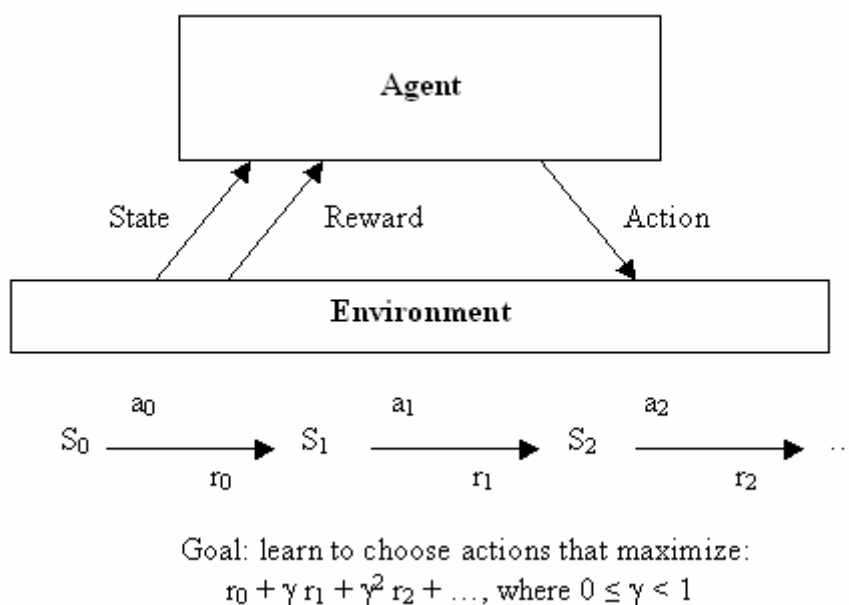 Agent
State Reward Action
Environment
a₀ a₁ a₂
S₀ S₁ S₂ ...
r₀ r₁ r₂
Goal: learn to choose actions that maximize:
r₀ + γ r₁ + γ² r₂ + ..., where 0 ≤ γ < 1